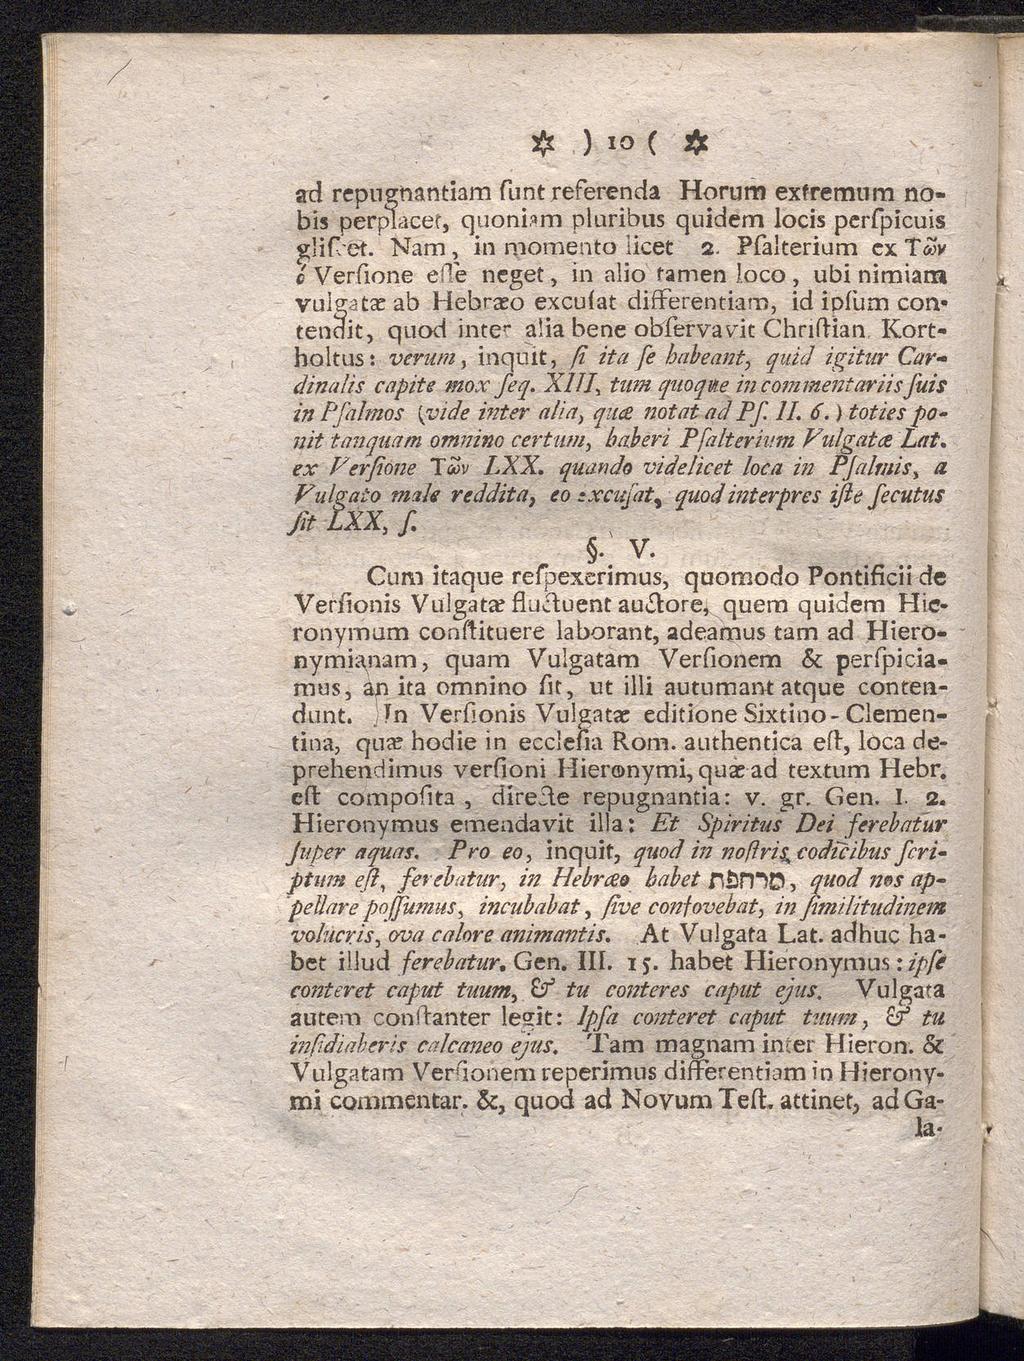 ✡ ) 10 ( ✡
ad repugnantiam ſunt referenda Horum extremum no-
bis perplacet, quoniam pluribus quidem locis perſpicuis
gliſcet. Nam, in momento licet 2. Pſalterium ex Τῶν
ό Verſione eſſe neget, in alio tamen loco, ubi nimiam
vulgatæ ab Hebræo excuſat differentiam, id ipſum con-
tendit, quod inter alia bene obſervavit Chriſtian. Kort-
holtus: verum, inquit, ſi ita ſe habeant, quid igitur Car-
dinalis capite mox ſeq. XIII, tum quoque in commentariis ſuis
in Pſalmos (vide inter alia, quæ notat ad Pſ. II. 6.) toties po-
nit tanquam omnino certum, haberi Pſalterium Vulgatæ Lat.
ex Verſione Τῶν LXX. quando videlicet loca in Pſalmis, a
Vulgato male reddita, eo excuſat, quod interpres iſte ſecutus
ſit LXX, ſ.
§. V.
Cum itaque reſpexerimus, quomodo Pontificii de
Verſionis Vulgatæ fluctuent auctore, quem quidem Hie-
ronymum conſtituere laborant, adeamus tam ad Hiero-
nymianam, quam Vulgatam Verſionem & perſpicia-
mus, an ita omnino ſit, ut illi autumant atque conten-
dunt. In Verſionis Vulgatæ editione Sixtino-Clemen-
tina, quæ hodie in eccleſia Rom. authentica eſt, loca de-
prehendimus verſioni Hieronymi, quæ ad textum Hebr.
eſt compoſita, directe repugnantia: v. gr. Gen. I. 2.
Hieronymus emendavit illa: Et Spiritus Dei ferebatur
ſuper aquas. Pro eo, inquit, quod in noſtris codicibus ſcri-
ptum eſt, ferebatur, in Hebræo habet מרחפת, quod nos ap-
pellare poſſumus, incubabat, ſive confovebat, in ſimilitudinem
volucris, ova calore animantis. At Vulgata Lat. adhuc ha-
bet illud ferebatur. Gen. III. 15. habet Hieronymus: ipſe
conteret caput tuum, & tu conteres caput ejus. Vulgata
autem conſtanter legit: Ipſa conteret caput tuum, & tu
inſidiaberis calcaneo ejus. Tam magnam inter Hieron. &
Vulgatam Verſionem reperimus differentiam in Hierony-
mi commentar. &, quod ad Novum Teſt. attinet, ad Ga-
la-